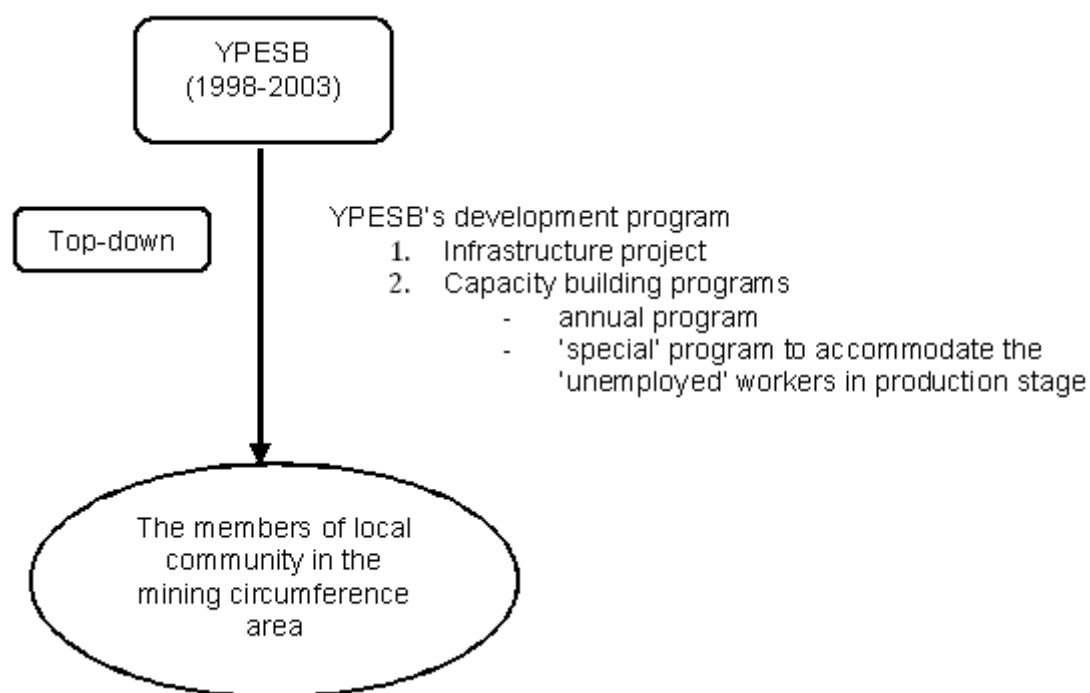 YPESB
(1998-2003)
Top-down
YPESB's development program
1. Infrastructure project
2. Capacity building programs
- annual program
- 'special' program to accommodate the
'unemployed' workers in production stage
The members of local
community in the
mining circumference
area